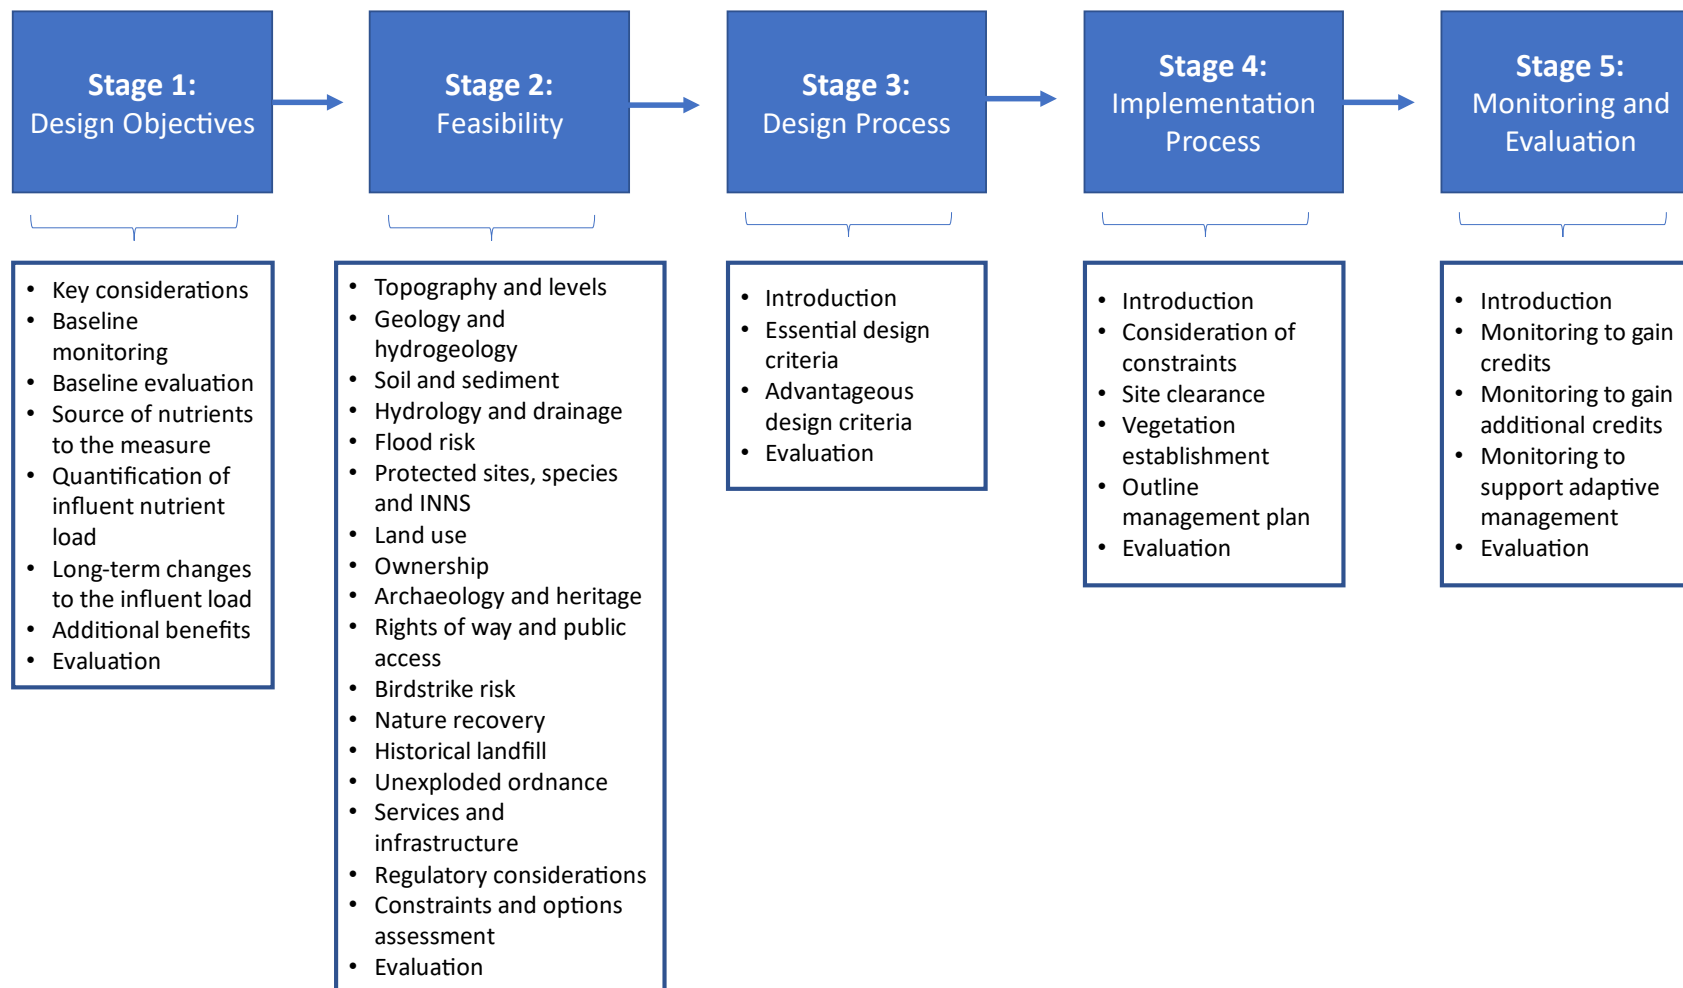 Stage 1:
Design Objectives
Stage 2:
Feasibility
Stage 3:
Design Process
Stage 4:
Implementation
Process
Stage 5:
Monitoring and
Evaluation
• Key considerations
• Baseline
monitoring
• Baseline evaluation
• Source of nutrients
to the measure
• Quantification of
influent nutrient
load
• Long-term changes
to the influent load
• Additional benefits
• Evaluation
• Topography and levels
• Geology and
hydrogeology
• Soil and sediment
• Hydrology and drainage
• Flood risk
• Protected sites, species
and INNS
• Land use
• Ownership
• Archaeology and heritage
• Rights of way and public
access
• Birdstrike risk
• Nature recovery
• Historical landfill
• Unexploded ordnance
• Services and
infrastructure
• Regulatory considerations
• Constraints and options
assessment
• Evaluation
• Introduction
• Essential design
criteria
• Advantageous
design criteria
• Evaluation
• Introduction
• Consideration of
constraints
• Site clearance
• Vegetation
establishment
• Outline
management plan
• Evaluation
• Introduction
• Monitoring to gain
credits
• Monitoring to gain
additional credits
• Monitoring to
support adaptive
management
• Evaluation